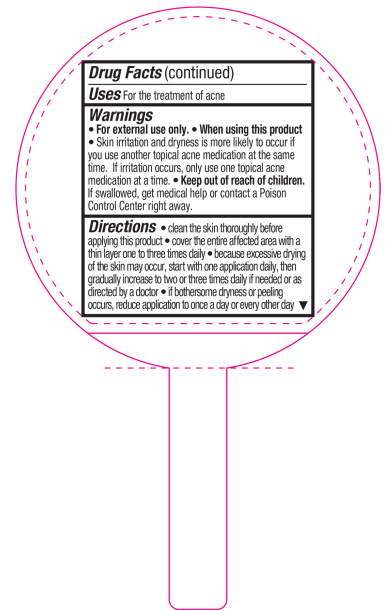 Drug Facts (continued)
Uses For the treatment of acne
Warnings
• For external use only. • When using this product
• Skin irritation and dryness is more likely to occur if
you use another topical acne medication at the same
time. If irritation occurs, only use one topical acne
medication at a time. • Keep out of reach of children.
If swallowed, get medical help or contact a Poison
Control Center right away.
Directions • clean the skin thoroughly before
applying this product • cover the entire affected area with a
thin layer one to three times daily • because excessive drying
of the skin may occur, start with one application daily, then
gradually increase to two or three times daily if needed or as
directed by a doctor • if bothersome dryness or peeling
occurs, reduce application to once a day or every other day ▼